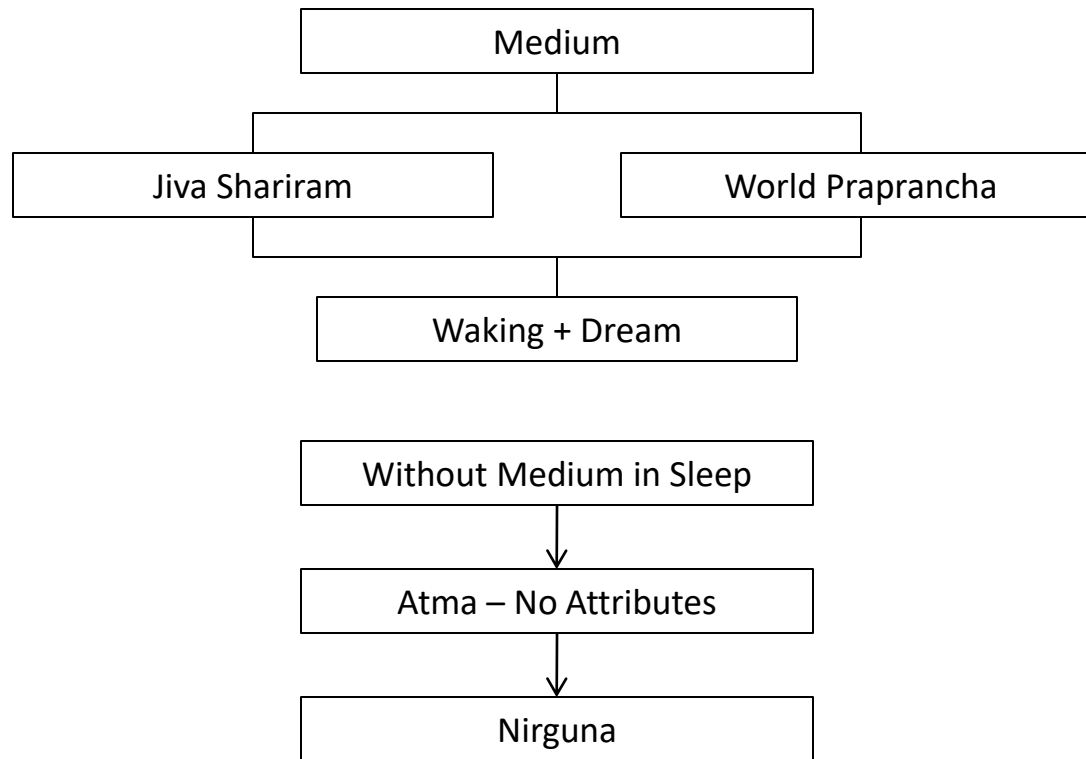 Medium
Jiva Shariram
World Praprancha
Waking + Dream
Without Medium in Sleep
Atma – No Attributes
Nirguna